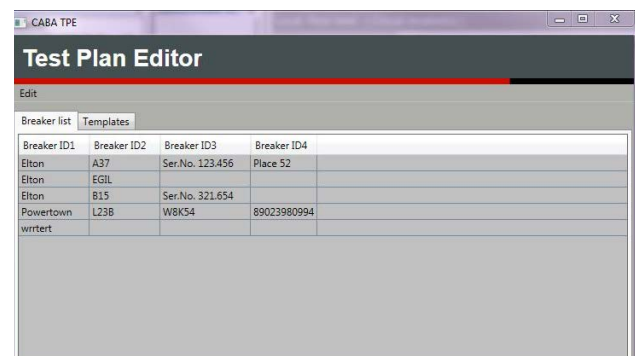 CABA TPE
Test Plan Editor
Edit
Breaker list Templates
Breaker ID1 Breaker ID2 Breaker ID3 Breaker ID4
Elton A37 Ser.No. 123.456 Place 52
Elton EGIL
Elton B15 Ser.No. 321.654
Powertown L23B W8K54 89023980994
wrrtert